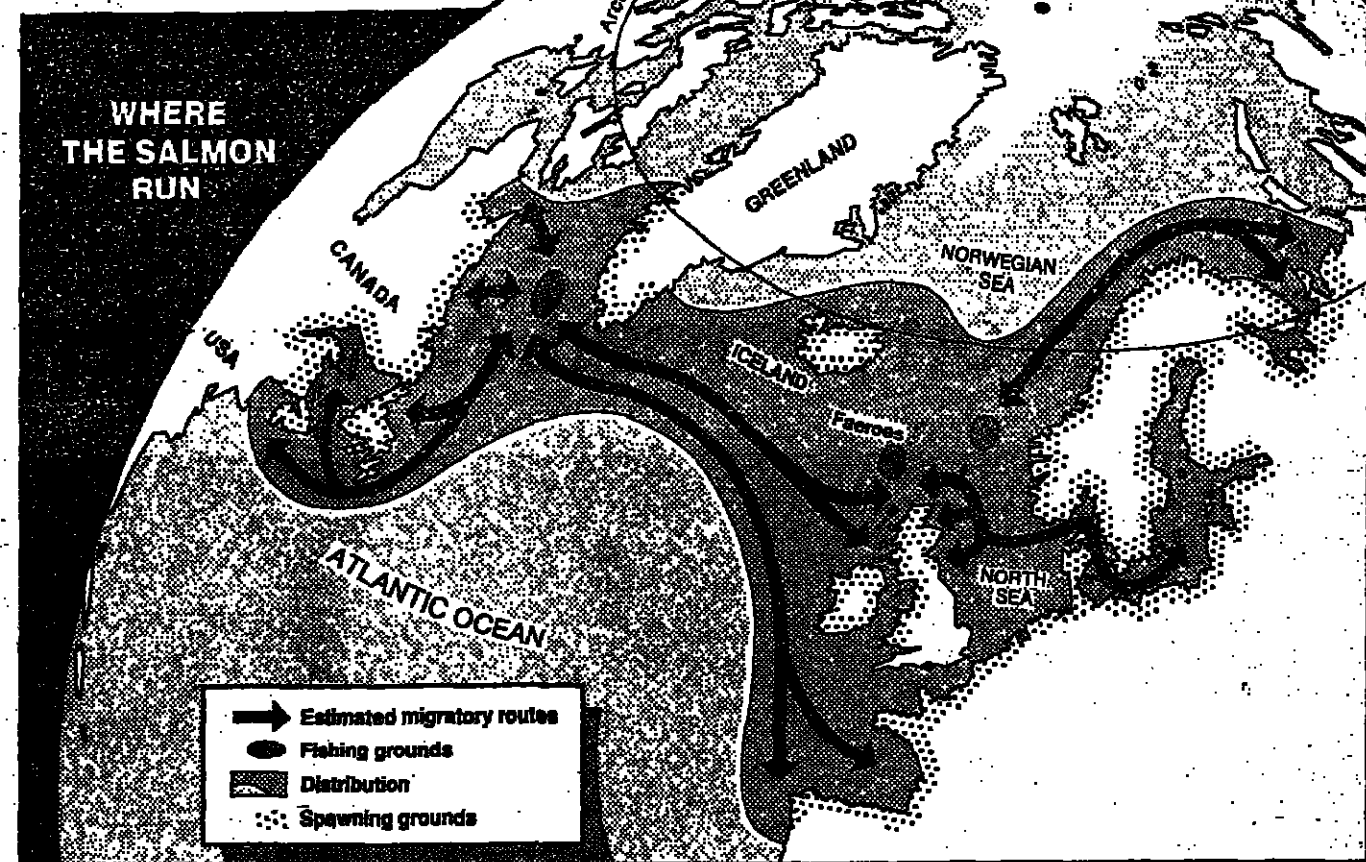 WHERE
THE SALMON
RUN
GREENLAND
CANADA
NORWEGIAN
SEA
USA
ICELAND
Faeroes
NORTH
SEA
ATLANTIC OCEAN
Estimated migratory routes
Fishing grounds
Distribution
Spawning grounds